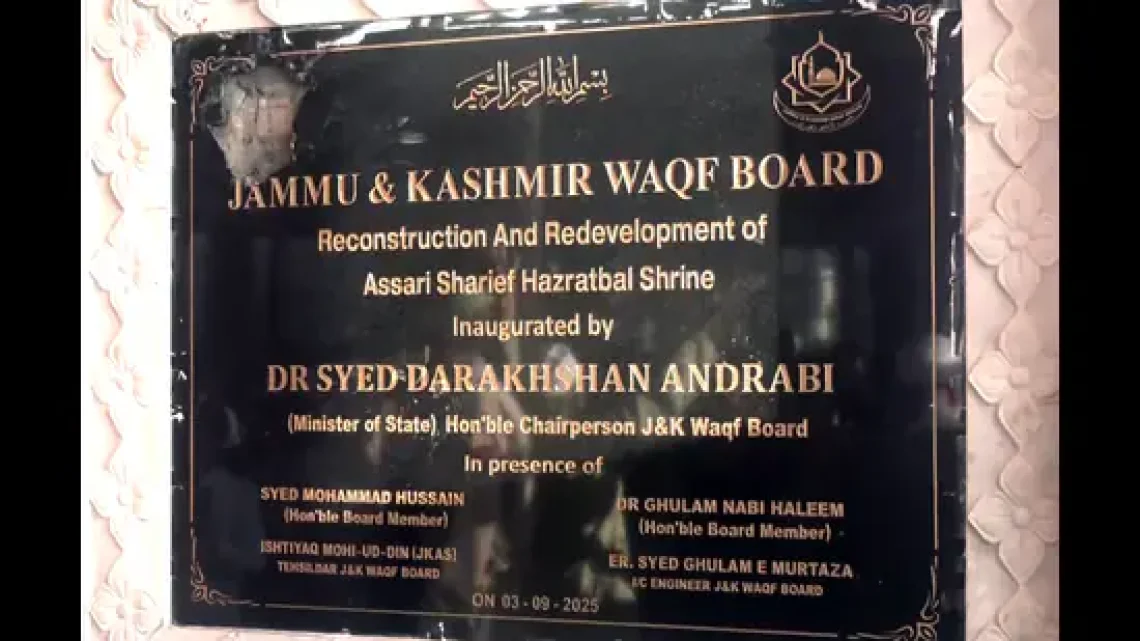 بِسْمِ اللهِ الرَّحْمٰنِ الرَّحِيْمِ
JAMMU & KASHMIR WAQF BOARD
Reconstruction And Redevelopment of
Assari Sharief Hazratbal Shrine
Inaugurated by
DR SYED DARAKHSHAN ANDRABI
(Minister of State) Hon'ble Chairperson J&K Waqf Board
In presence of
SYED MOHAMMAD HUSSAIN
(Hon'ble Board Member)
ISHTIYAQ MOHI-UD-DIN (JKAS)
TEHSILDAR J&K WAQF BOARD
DR GHULAM NABI HALEEM
(Hon'ble Board Member)
ER. SYED GHULAM E MURTAZA
I/C ENGINEER J&K WAQF BOARD
ON 03-09-2025